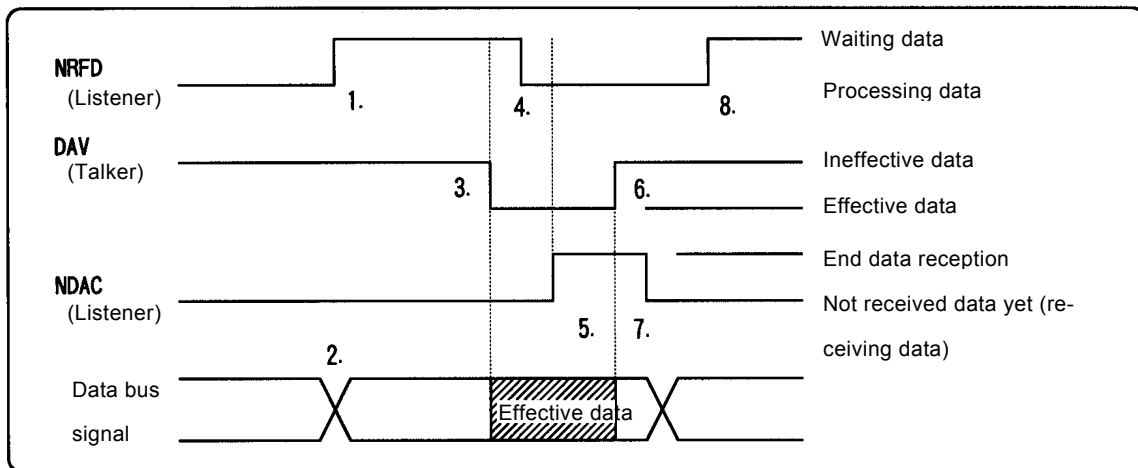 Waiting data
NRFD
(Listener)
1.
4.
8.
Processing data
DAV
(Talker)
Ineffective data
3.
6.
Effective data
End data reception
NDAC
(Listener)
Not received data yet (re-
5.
7.
ceiving data)
2.
Data bus
signal
Effective data